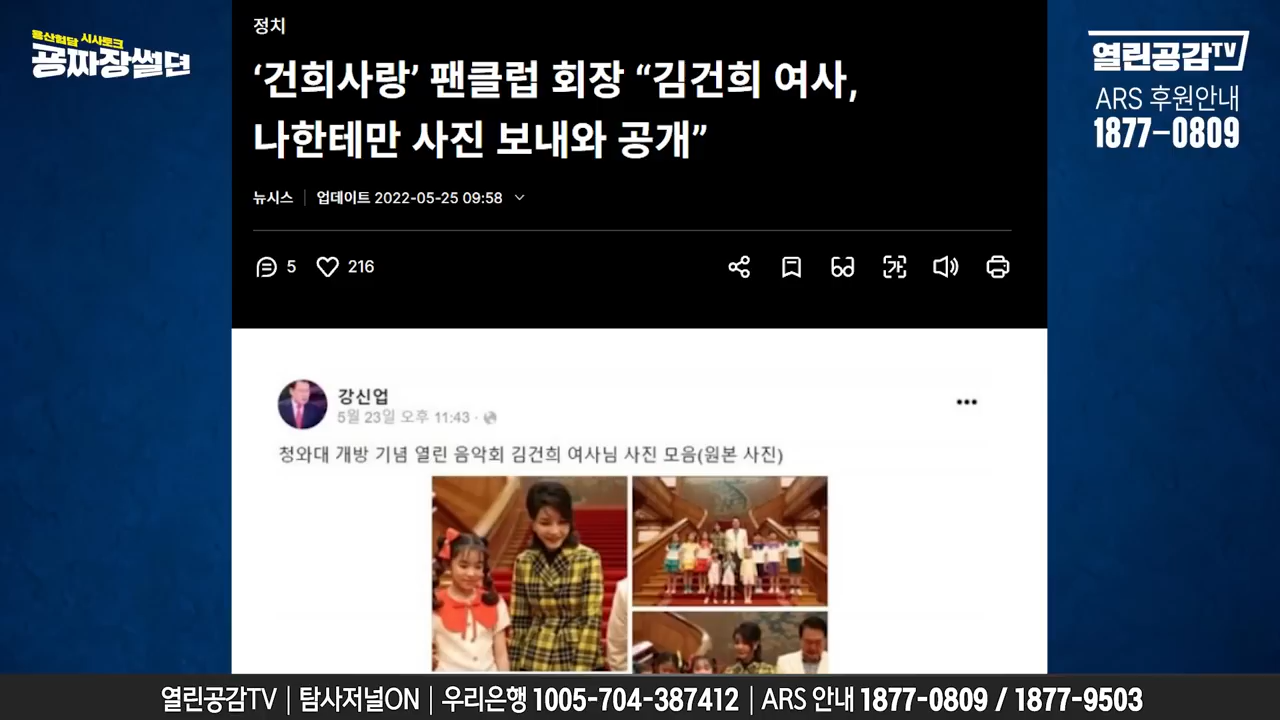 용산험담 시사토크
공짜장썰뎐
열린공감TV
ARS 후원안내
1877-0809
정치
‘건희사랑’ 팬클럽 회장 “김건희 여사,
나한테만 사진 보내와 공개”
뉴시스 | 업데이트 2022-05-25 09:58
5 216
가
강신업
5월 23일 오후 11:43 ·
청와대 개방 기념 열린 음악회 김건희 여사님 사진 모음(원본 사진)
열린공감TV | 탐사저널ON | 우리은행 1005-704-387412 | ARS 안내 1877-0809 / 1877-9503